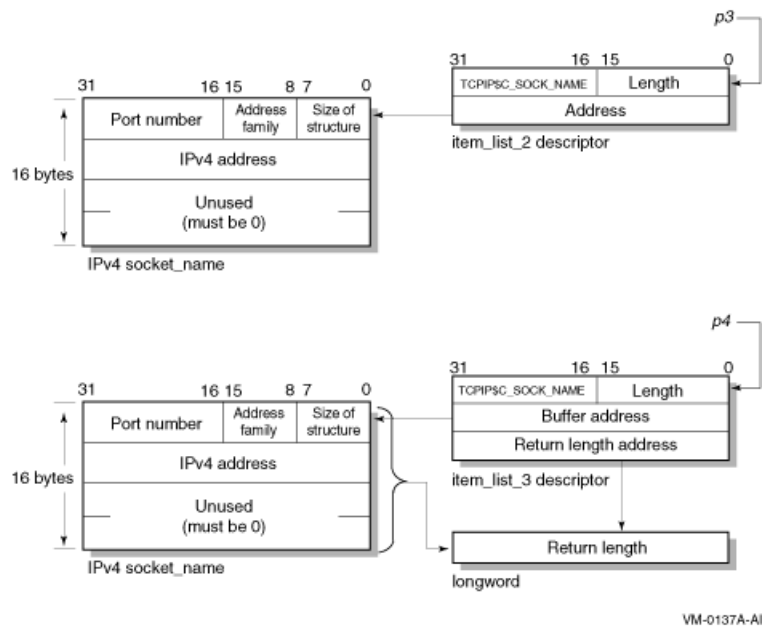 p3
31 16 15 0
31 16 15 8 7 0
TCPIP$C_SOCK_NAME Length
Port number Address family Size of structure
Address
IPv4 address
item_list_2 descriptor
16 bytes
Unused
(must be 0)
IPv4 socket_name
p4
31 16 15 0
31 16 15 8 7 0
TCPIP$C_SOCK_NAME Length
Port number Address family Size of structure
Buffer address
Return length address
IPv4 address
item_list_3 descriptor
16 bytes
Unused
(must be 0)
Return length
IPv4 socket_name
longword
VM-0137A-AI